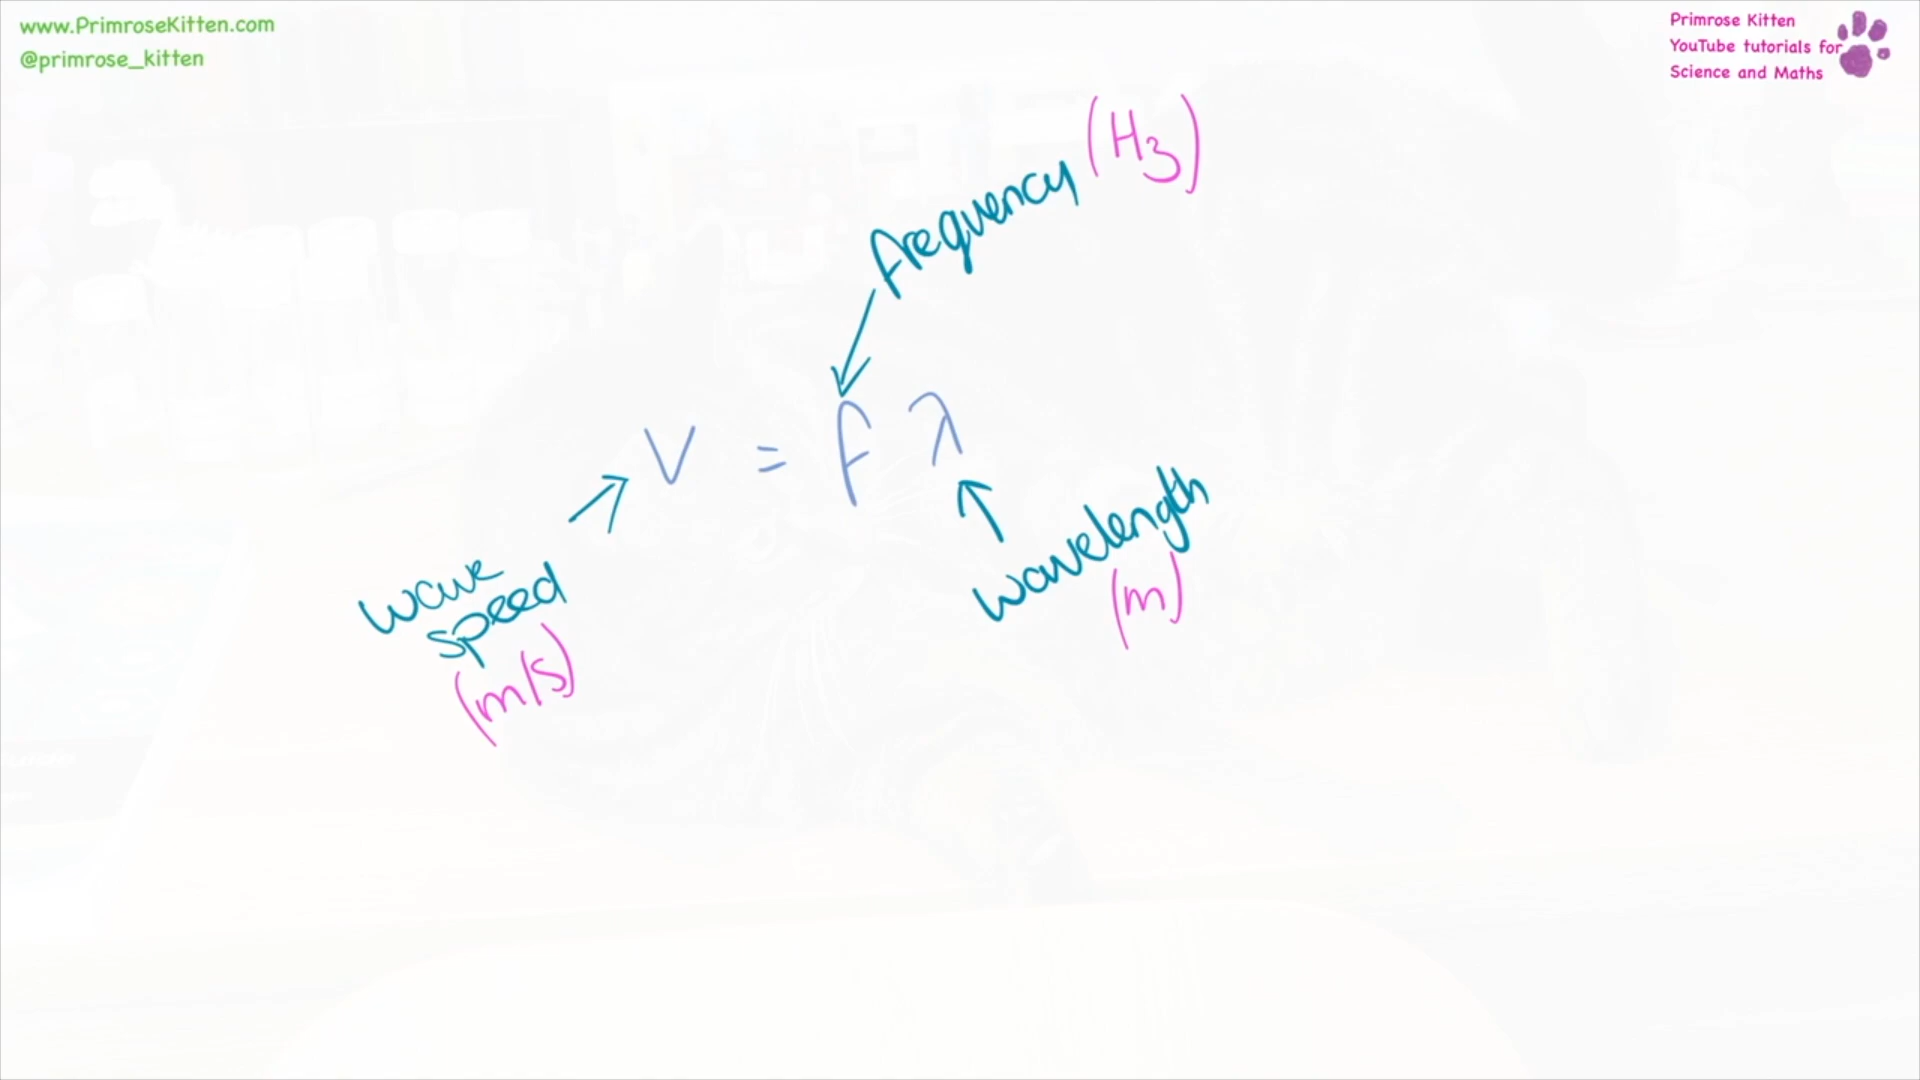 www.PrimroseKitten.com
@primrose_kitten
Primrose Kitten
YouTube tutorials for
Science and Maths
frequency (Hz)
v = f λ
wave
speed
(m/s)
wavelength
(m)